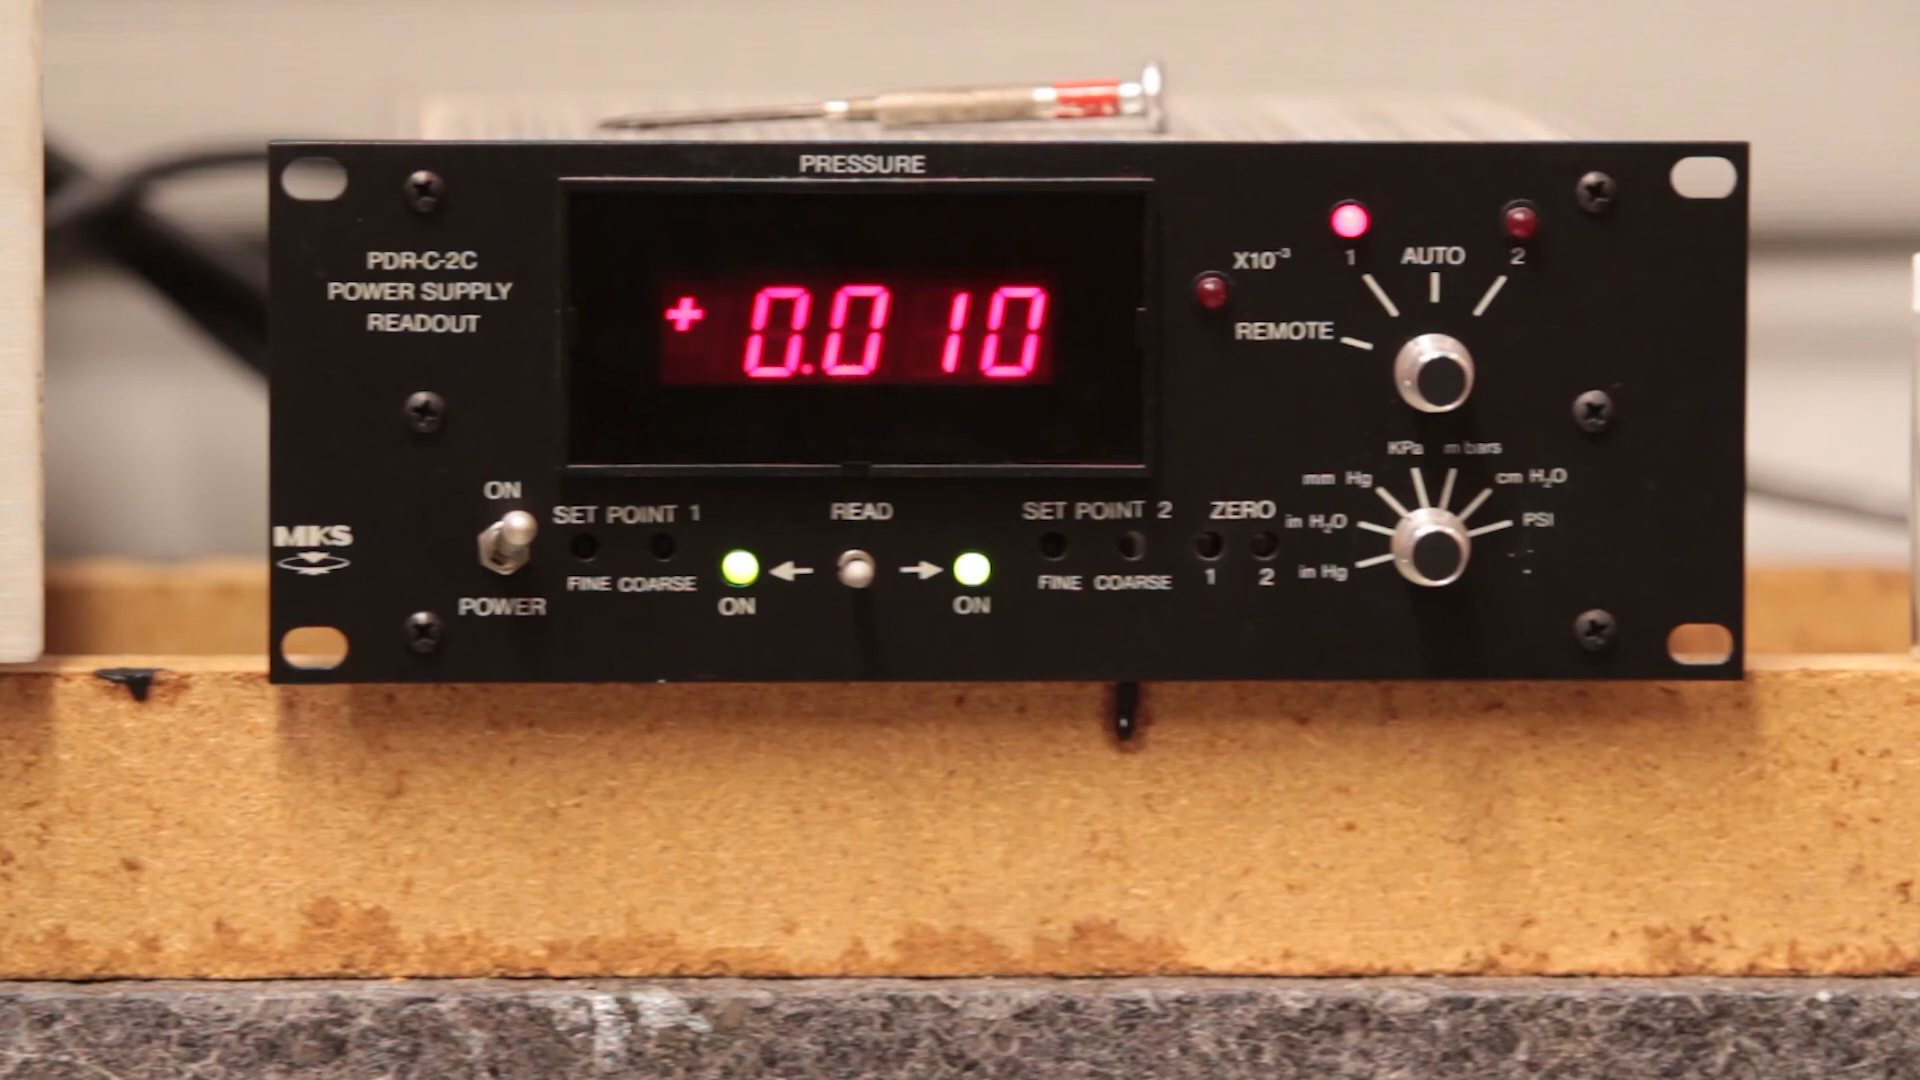 PRESSURE
PDR-C-2C
POWER SUPPLY
READOUT
+ 0.010
X10⁻³
1
AUTO
2
REMOTE
KPa
m bars
mm Hg
cm H₂O
in H₂O
PSI
in Hg
ON
SET POINT 1
READ
SET POINT 2
ZERO
MKS
FINE COARSE
FINE COARSE
1
2
POWER
ON
ON